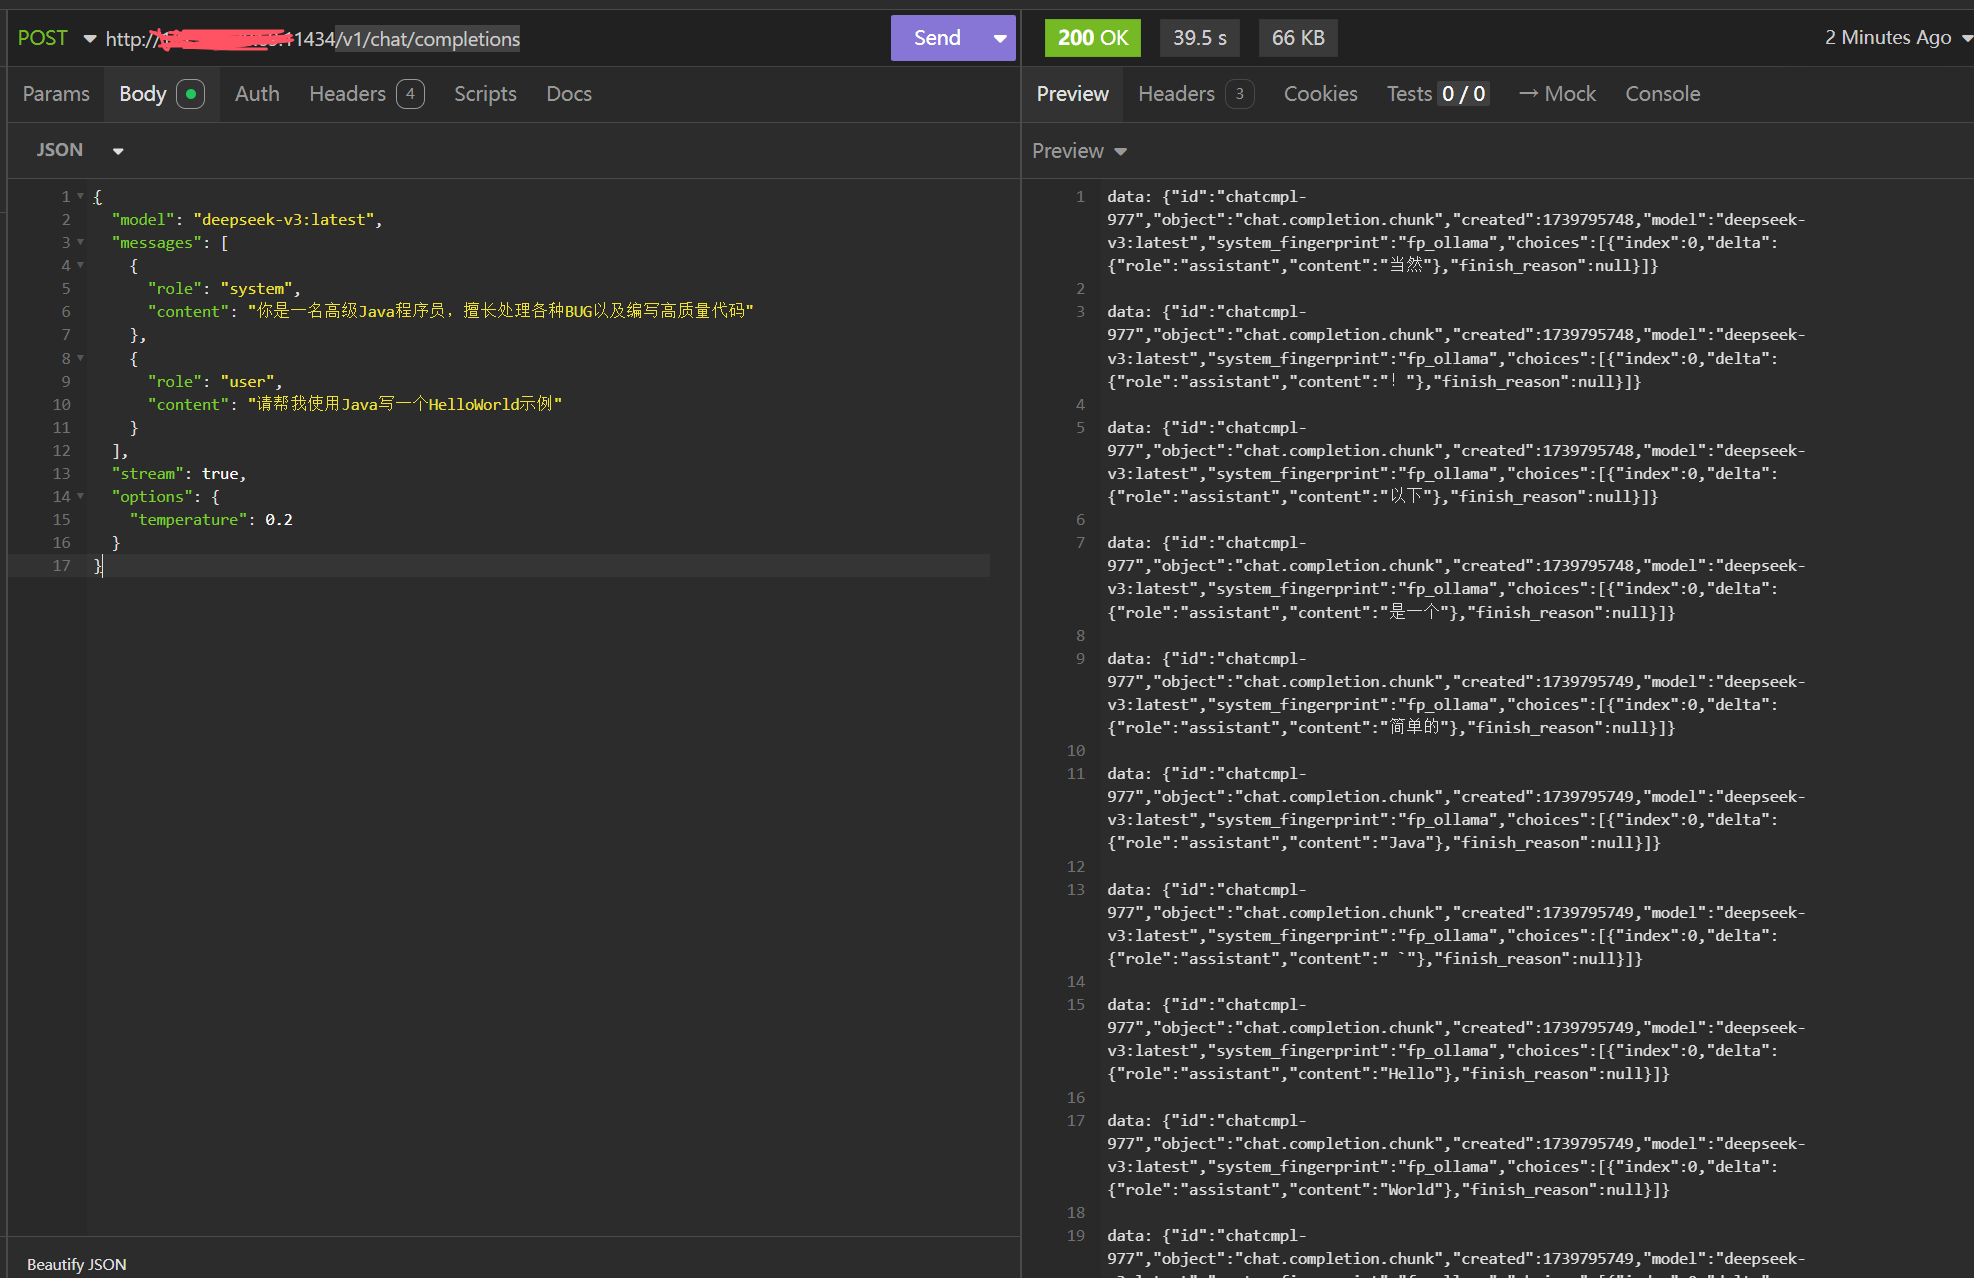 POST http:// 11434/v1/chat/completions Send 200 OK 39.5 s 66 KB 2 Minutes Ago
Params Body Auth Headers 4 Scripts Docs
JSON
1 {
2 "model": "deepseek-v3:latest",
3 "messages": [
4 {
5 "role": "system",
6 "content": "你是一名高级Java程序员，擅长处理各种BUG以及编写高质量代码"
7 },
8 {
9 "role": "user",
10 "content": "请帮我使用Java写一个HelloWorld示例"
11 }
12 ],
13 "stream": true,
14 "options": {
15 "temperature": 0.2
16 }
17 }
Beautify JSON
Preview Headers 3 Cookies Tests 0 / 0 → Mock Console
Preview
1 data: {"id":"chatcmpl-
977","object":"chat.completion.chunk","created":1739795748,"model":"deepseek-
v3:latest","system_fingerprint":"fp_ollama","choices":[{"index":0,"delta":
{"role":"assistant","content":"当然"},"finish_reason":null}]}
2
3 data: {"id":"chatcmpl-
977","object":"chat.completion.chunk","created":1739795748,"model":"deepseek-
v3:latest","system_fingerprint":"fp_ollama","choices":[{"index":0,"delta":
{"role":"assistant","content":"！"},"finish_reason":null}]}
4
5 data: {"id":"chatcmpl-
977","object":"chat.completion.chunk","created":1739795748,"model":"deepseek-
v3:latest","system_fingerprint":"fp_ollama","choices":[{"index":0,"delta":
{"role":"assistant","content":"以下"},"finish_reason":null}]}
6
7 data: {"id":"chatcmpl-
977","object":"chat.completion.chunk","created":1739795748,"model":"deepseek-
v3:latest","system_fingerprint":"fp_ollama","choices":[{"index":0,"delta":
{"role":"assistant","content":"是一个"},"finish_reason":null}]}
8
9 data: {"id":"chatcmpl-
977","object":"chat.completion.chunk","created":1739795749,"model":"deepseek-
v3:latest","system_fingerprint":"fp_ollama","choices":[{"index":0,"delta":
{"role":"assistant","content":"简单的"},"finish_reason":null}]}
10
11 data: {"id":"chatcmpl-
977","object":"chat.completion.chunk","created":1739795749,"model":"deepseek-
v3:latest","system_fingerprint":"fp_ollama","choices":[{"index":0,"delta":
{"role":"assistant","content":"Java"},"finish_reason":null}]}
12
13 data: {"id":"chatcmpl-
977","object":"chat.completion.chunk","created":1739795749,"model":"deepseek-
v3:latest","system_fingerprint":"fp_ollama","choices":[{"index":0,"delta":
{"role":"assistant","content":" `"},"finish_reason":null}]}
14
15 data: {"id":"chatcmpl-
977","object":"chat.completion.chunk","created":1739795749,"model":"deepseek-
v3:latest","system_fingerprint":"fp_ollama","choices":[{"index":0,"delta":
{"role":"assistant","content":"Hello"},"finish_reason":null}]}
16
17 data: {"id":"chatcmpl-
977","object":"chat.completion.chunk","created":1739795749,"model":"deepseek-
v3:latest","system_fingerprint":"fp_ollama","choices":[{"index":0,"delta":
{"role":"assistant","content":"World"},"finish_reason":null}]}
18
19 data: {"id":"chatcmpl-
977","object":"chat.completion.chunk","created":1739795749,"model":"deepseek-